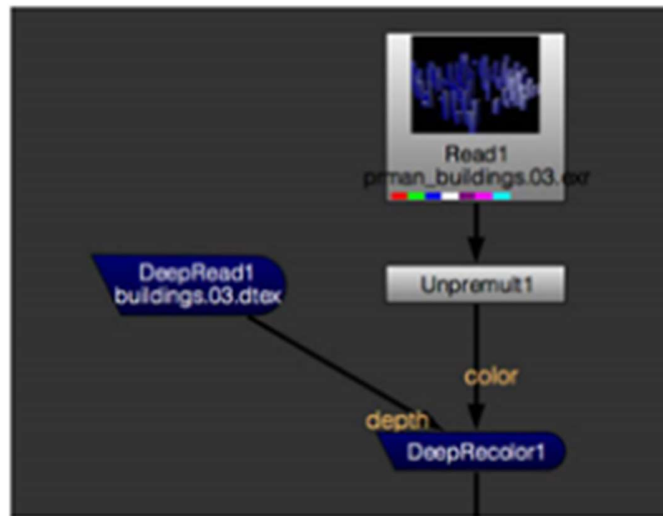 Read1
prman_buildings.03.exr
DeepRead1
buildings.03.dtex
Unpremult1
color
depth
DeepRecolor1